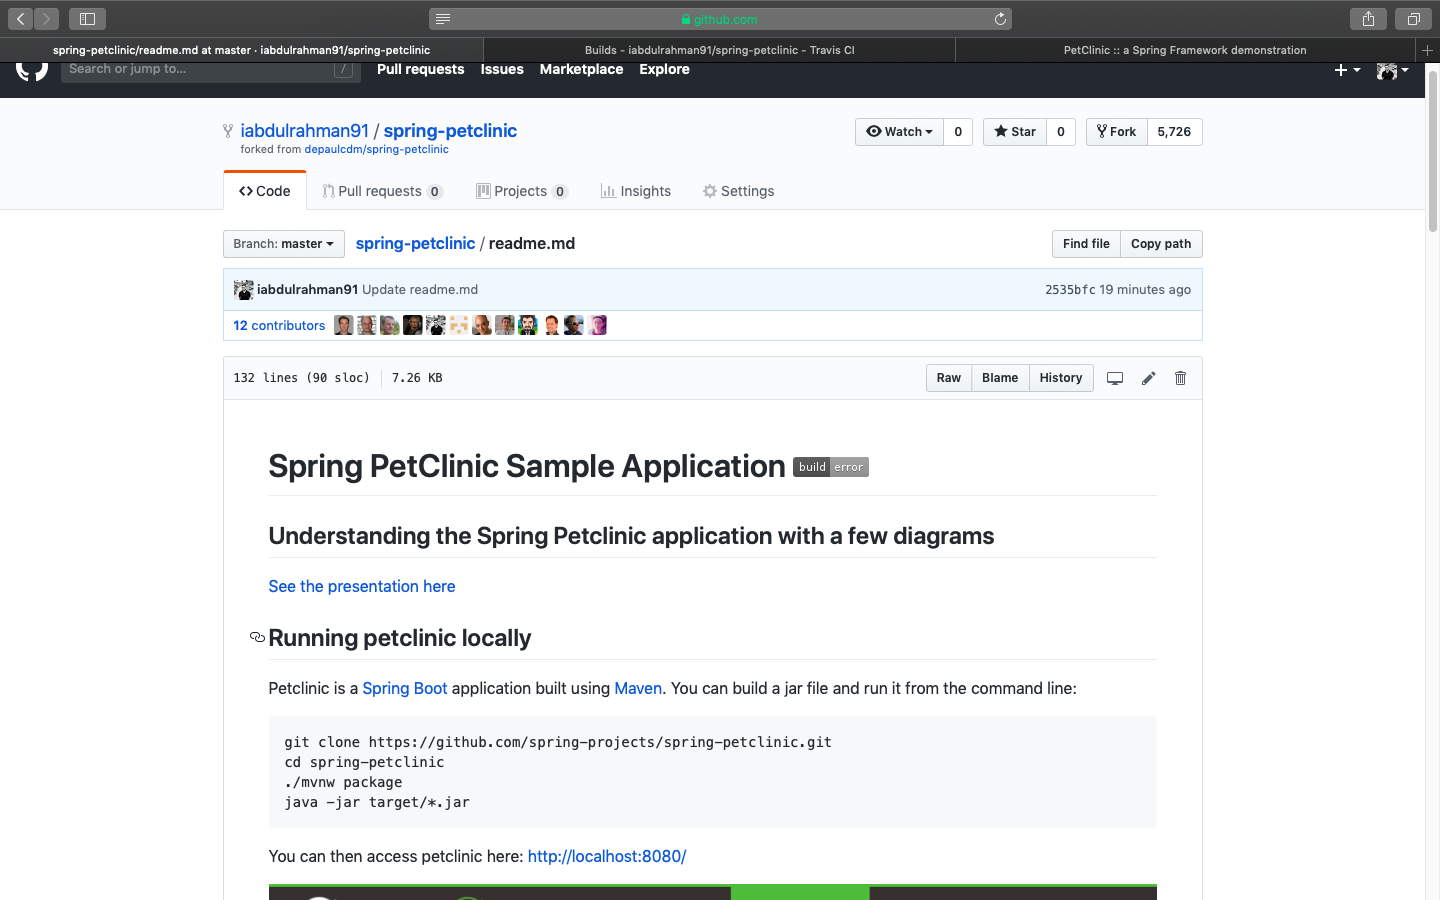 github.com
spring-petclinic/readme.md at master · iabdulrahman91/spring-petclinic
Builds - iabdulrahman91/spring-petclinic - Travis CI
PetClinic :: a Spring Framework demonstration
Search or jump to...
/
Pull requests
Issues
Marketplace
Explore
iabdulrahman91 / spring-petclinic
forked from depaulcdm/spring-petclinic
Watch 0
Star 0
Fork 5,726
Code
Pull requests 0
Projects 0
Insights
Settings
Branch: master
spring-petclinic / readme.md
Find file
Copy path
iabdulrahman91 Update readme.md
2535bfc 19 minutes ago
12 contributors
132 lines (90 sloc)
7.26 KB
Raw
Blame
History
Spring PetClinic Sample Application build error
Understanding the Spring Petclinic application with a few diagrams
See the presentation here
Running petclinic locally
Petclinic is a Spring Boot application built using Maven. You can build a jar file and run it from the command line:
git clone https://github.com/spring-projects/spring-petclinic.git
cd spring-petclinic
./mvnw package
java -jar target/*.jar
You can then access petclinic here: http://localhost:8080/